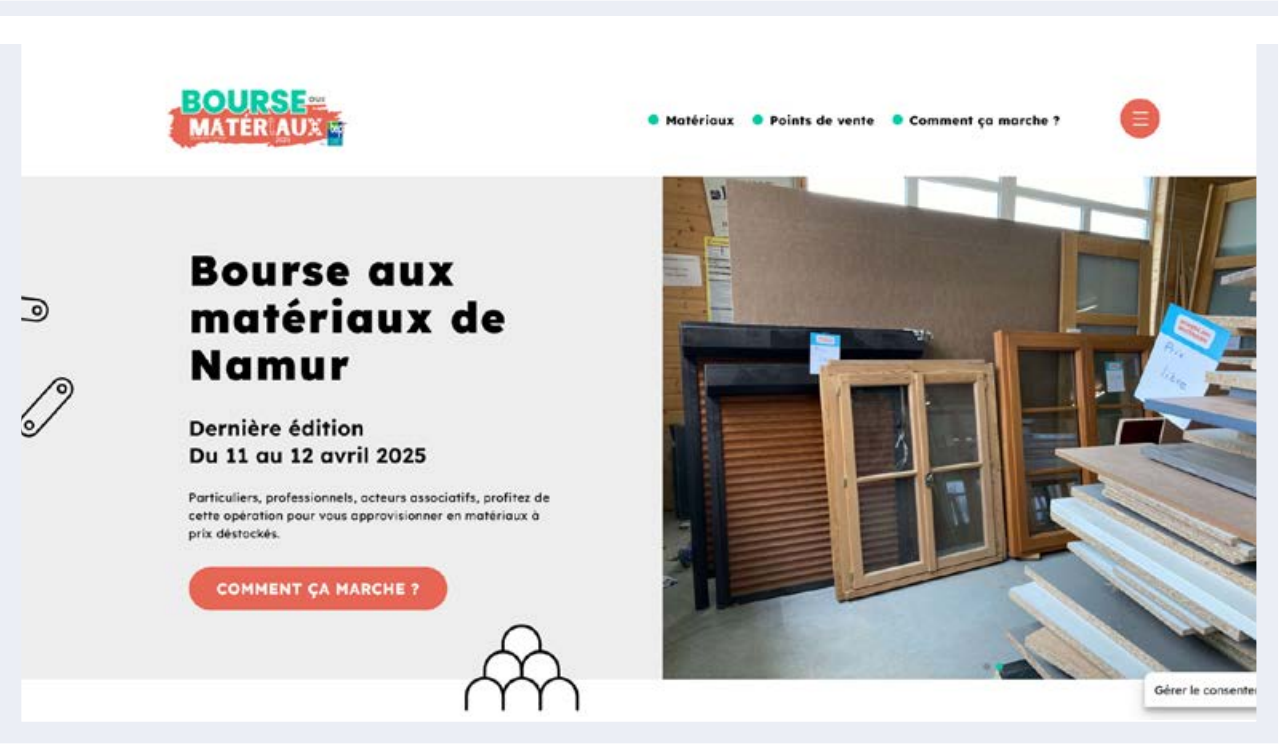 BOURSE aux
MATÉRIAUX
2025
Matériaux
Points de vente
Comment ça marche ?
Bourse aux
matériaux de
Namur
Dernière édition
Du 11 au 12 avril 2025
Particuliers, professionnels, acteurs associatifs, profitez de
cette opération pour vous approvisionner en matériaux à
prix déstockés.
COMMENT ÇA MARCHE ?
Prix
libre
Gérer le consente